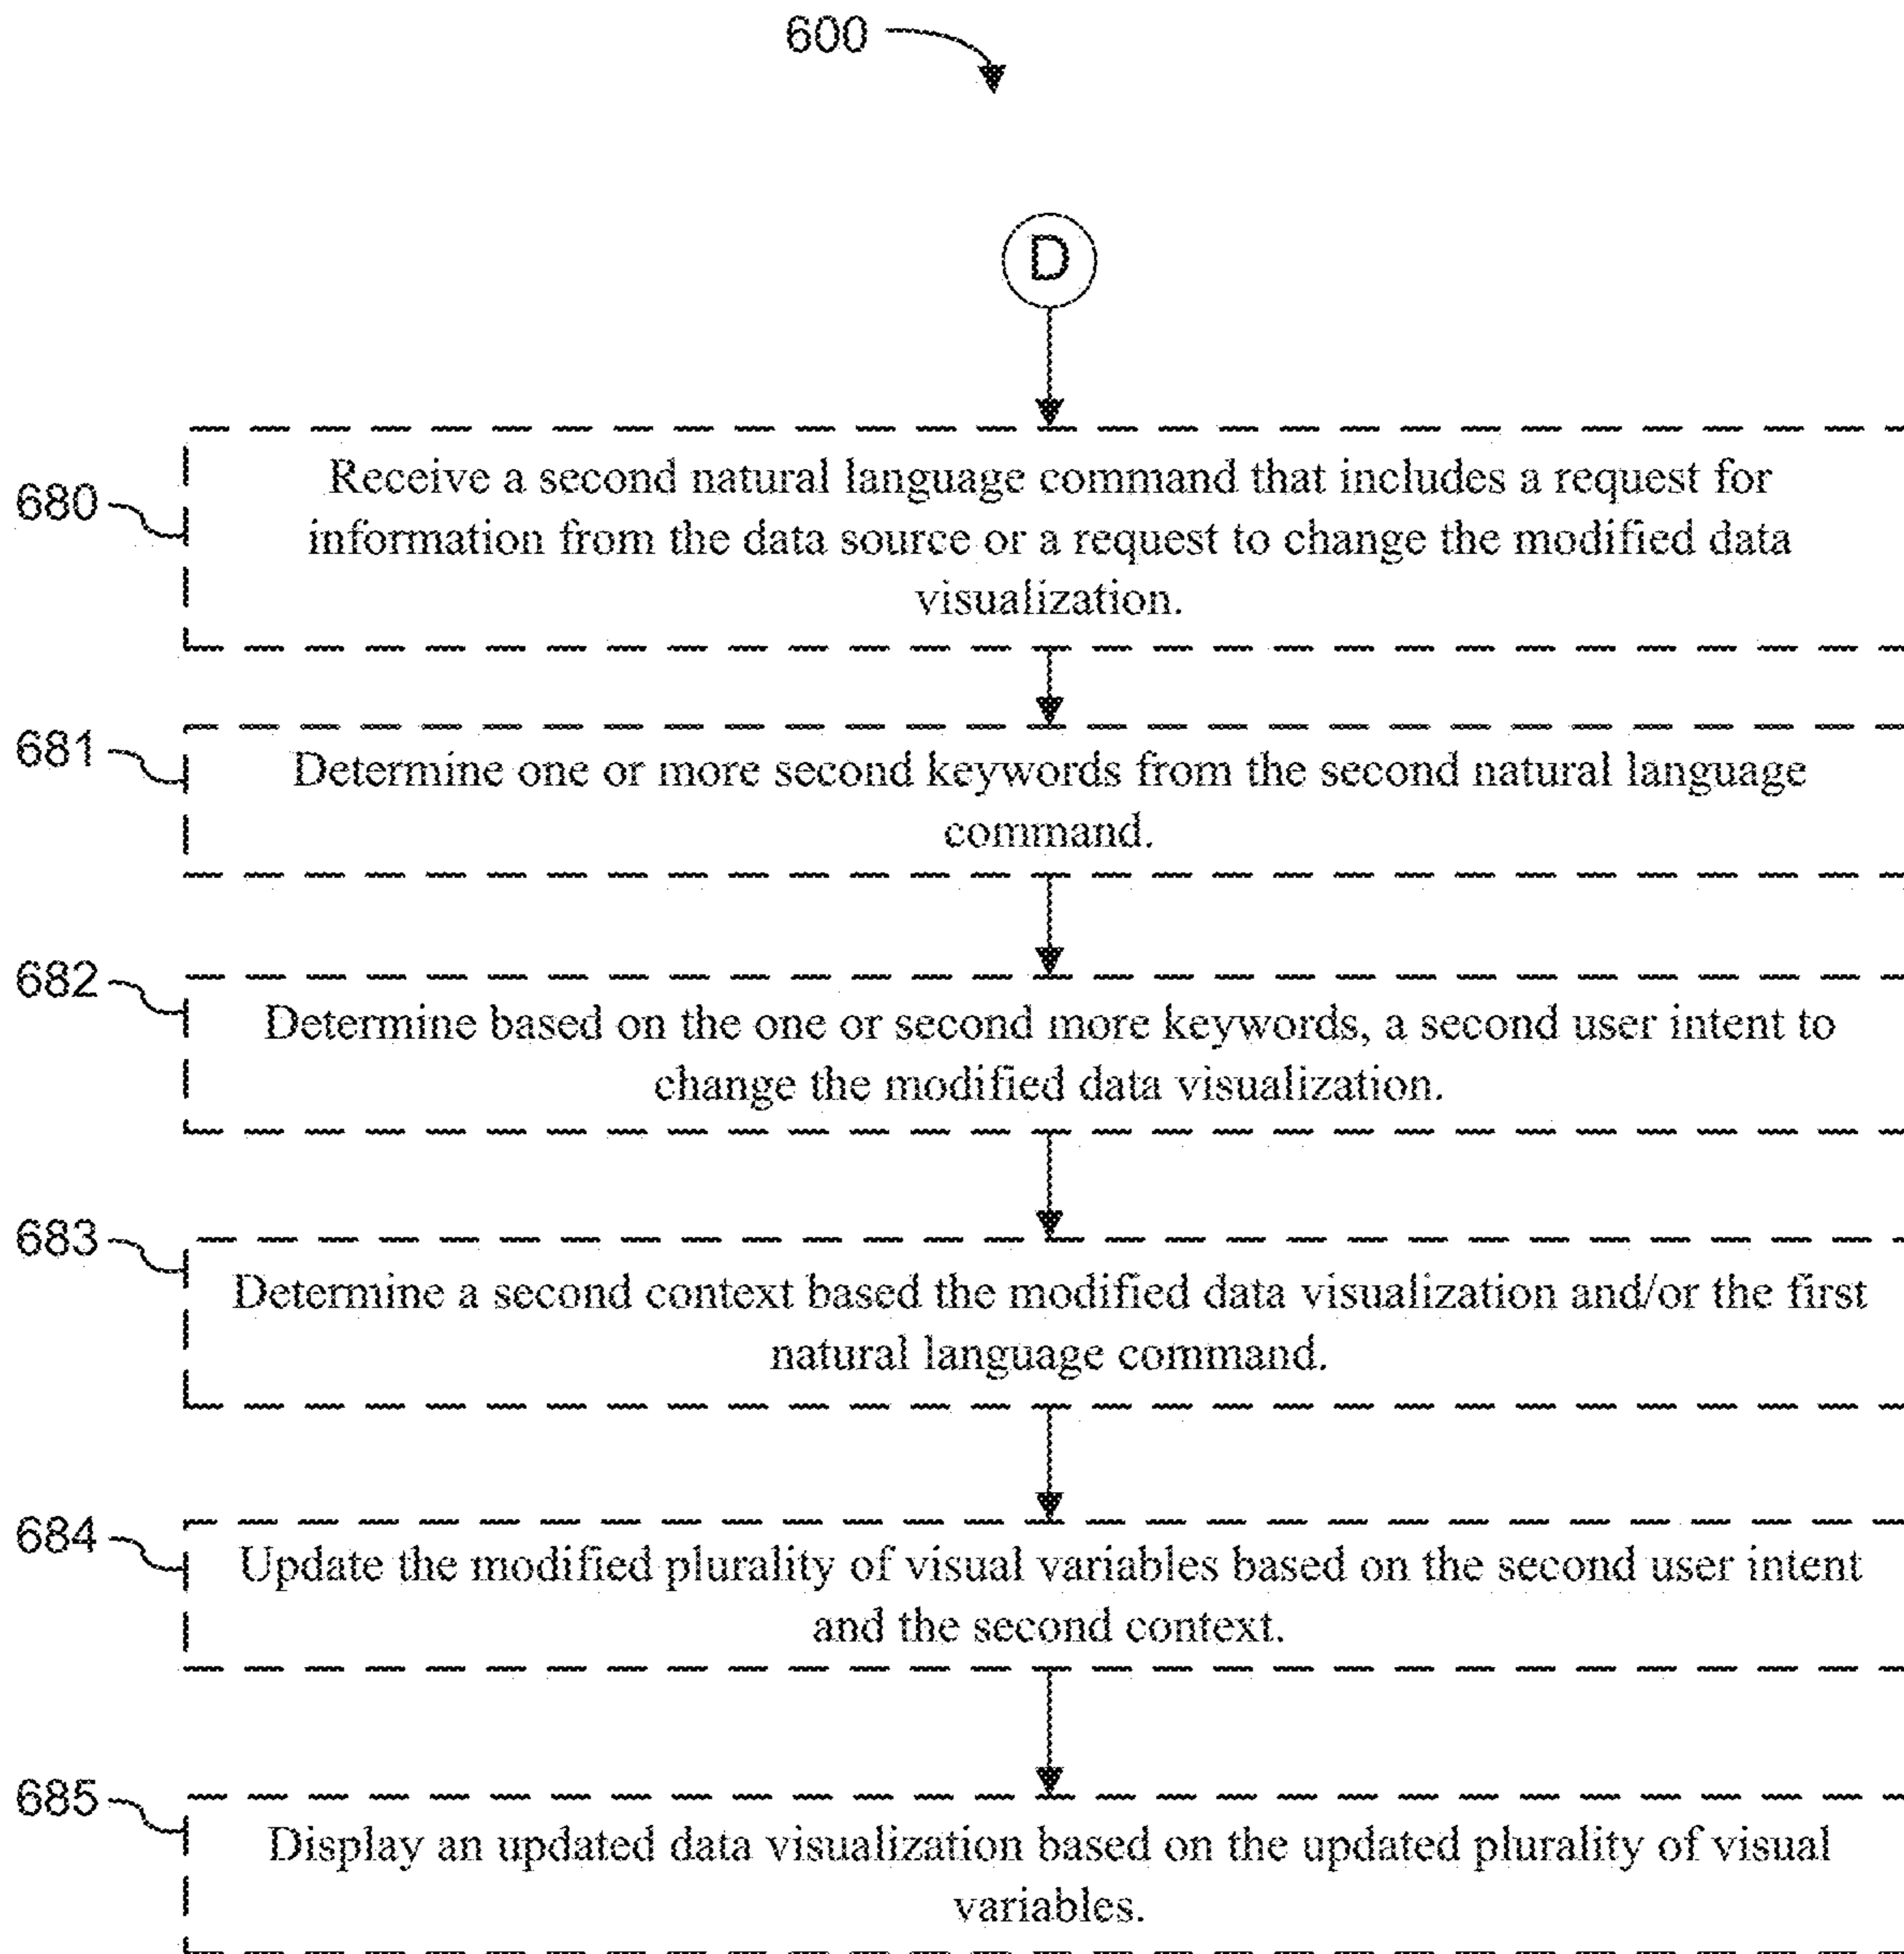 600
D
680
Receive a second natural language command that includes a request for
information from the data source or a request to change the modified data
visualization.
681
Determine one or more second keywords from the second natural language
command.
682
Determine based on the one or second more keywords, a second user intent to
change the modified data visualization.
683
Determine a second context based the modified data visualization and/or the first
natural language command.
684
Update the modified plurality of visual variables based on the second user intent
and the second context.
685
Display an updated data visualization based on the updated plurality of visual
variables.